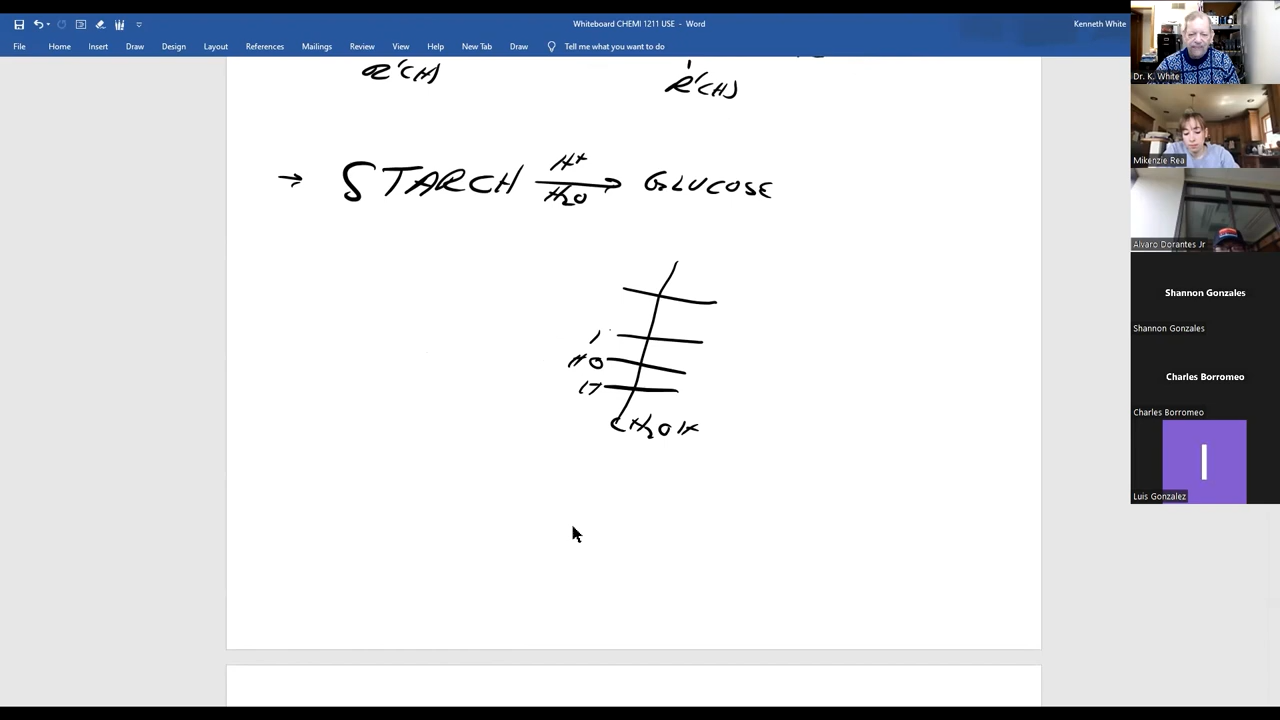 Whiteboard CHEMI 1211 USE - Word
Kenneth White
File Home Insert Draw Design Layout References Mailings Review View Help New Tab Draw Tell me what you want to do
R'(H)
R'(H)
→ STARCH H+ H2O → GLUCOSE
HO
H
CH2OH
Dr. K. White
Mikenzie Rea
Alvaro Dorantes Jr
Shannon Gonzales
Shannon Gonzales
Charles Borromeo
Charles Borromeo
I
Luis Gonzalez